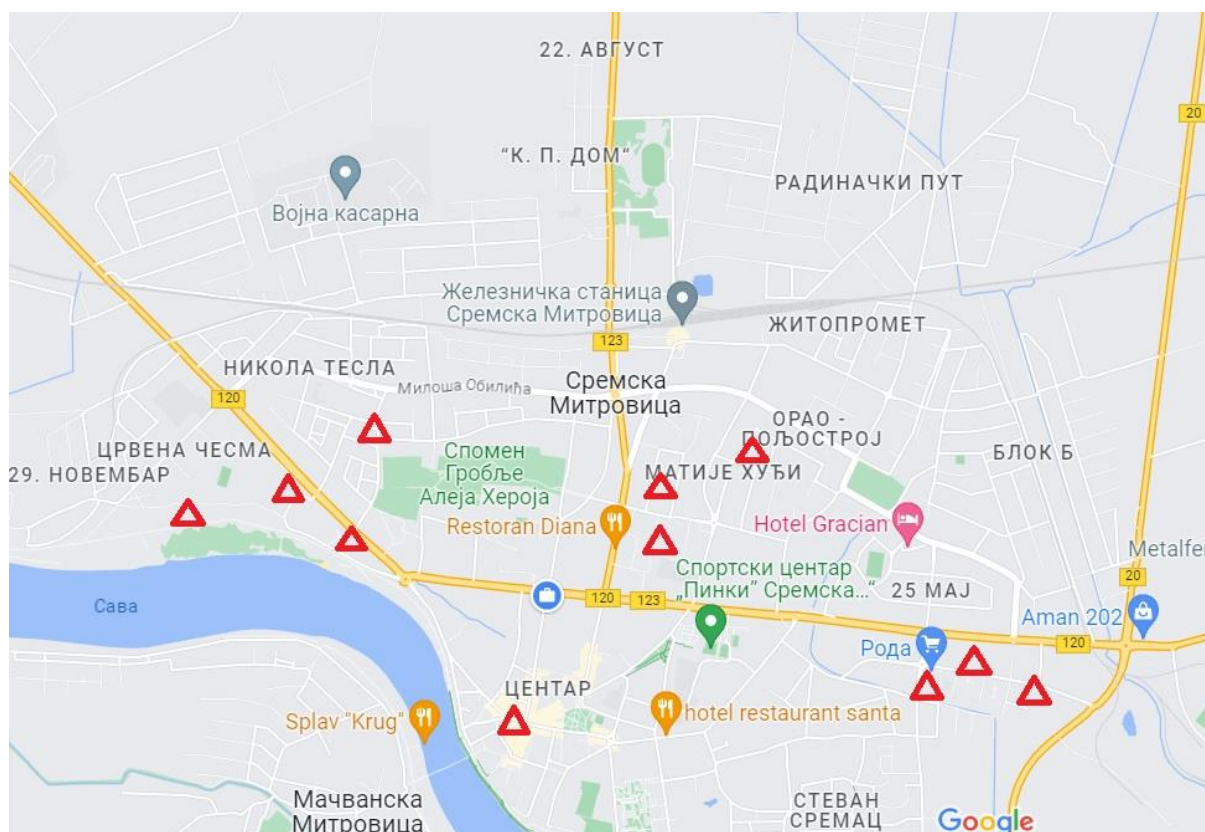 22. АВГУСТ
20
"К. П. ДОМ"
РАДИНАЧКИ ПУТ
Војна касарна
Железничка станица
Сремска Митровица
ЖИТОПРОМЕТ
123
НИКОЛА ТЕСЛА
Милоша Обилића
Сремска
Митровица
120
ОРАО -
ПОЉОСТРОЈ
ЦРВЕНА ЧЕСМА
Спомен
Гробље
Алеја Хероја
БЛОК Б
29. НОВЕМБАР
МАТИЈЕ ХУЂИ
Restoran Diana
Hotel Gracian
Metalfer
Спортски центар
„Пинки” Сремска...“
20
25 МАЈ
Сава
120
123
Aman 202
120
Рода
ЦЕНТАР
Splav "Krug"
hotel restaurant santa
Мачванска
Митровица
СТЕВАН
СРЕМАЦ
Google